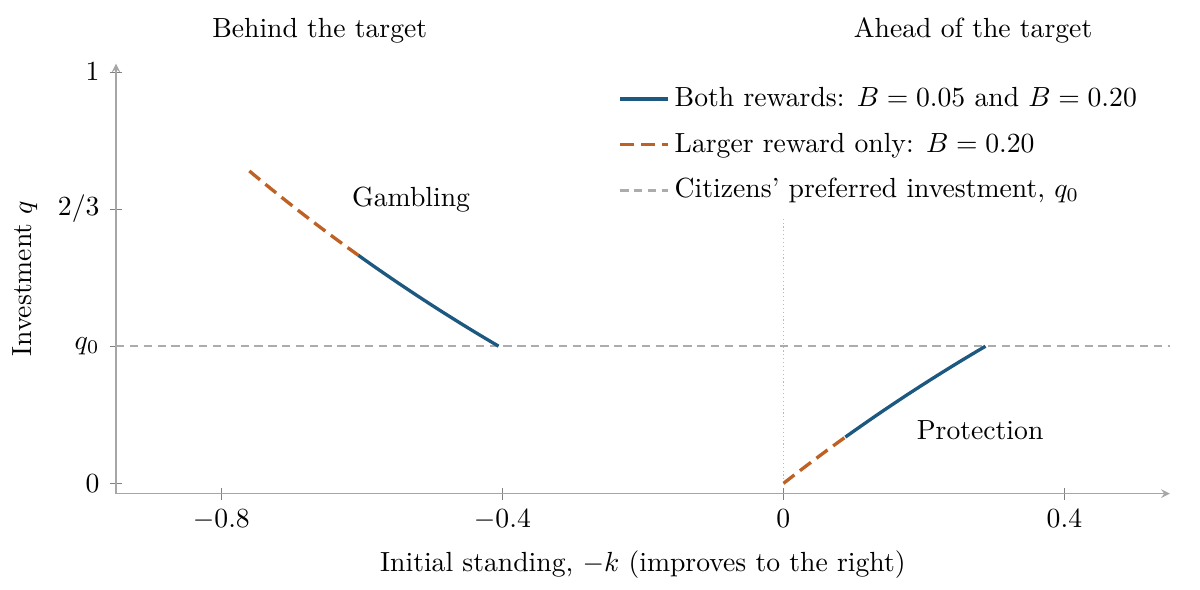 Behind the target
Ahead of the target
1
2/3
q₀
0
Investment q
Both rewards: B = 0.05 and B = 0.20
Larger reward only: B = 0.20
Citizens' preferred investment, q₀
Gambling
Protection
−0.8
−0.4
0
0.4
Initial standing, −k (improves to the right)